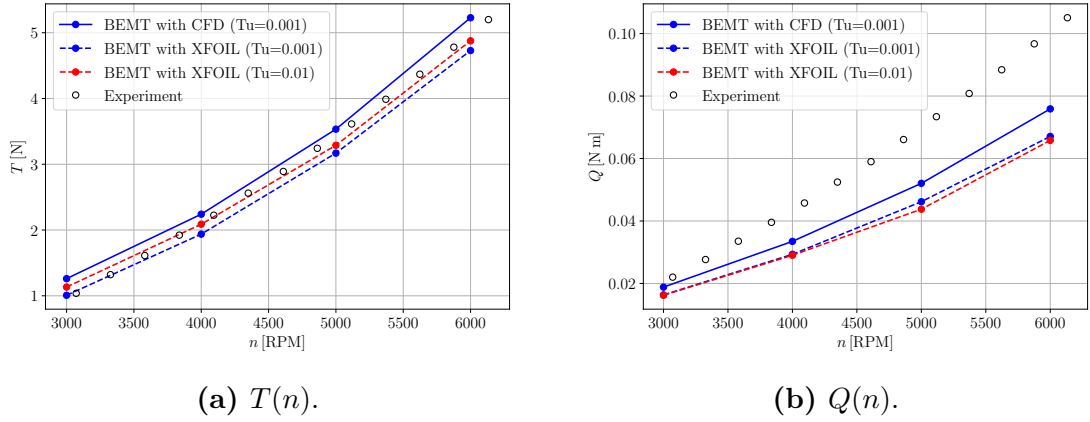 BEMT with CFD (Tu=0.001)
BEMT with XFOIL (Tu=0.001)
BEMT with XFOIL (Tu=0.01)
Experiment
5
4
3
2
1
T [N]
3000 3500 4000 4500 5000 5500 6000
n [RPM]
(a) T(n).
BEMT with CFD (Tu=0.001)
BEMT with XFOIL (Tu=0.001)
BEMT with XFOIL (Tu=0.01)
Experiment
0.10
0.08
0.06
0.04
0.02
Q [N m]
3000 3500 4000 4500 5000 5500 6000
n [RPM]
(b) Q(n).